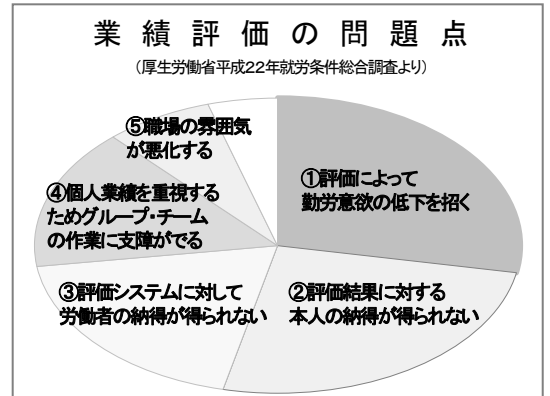 業績評価の問題点
（厚生労働省平成22年就労条件総合調査より）
⑤職場の雰囲気
が悪化する
①評価によって
勤労意欲の低下を招く
④個人業績を重視する
ためグループ・チーム
の作業に支障がでる
③評価システムに対して
労働者の納得が得られない
②評価結果に対する
本人の納得が得られない